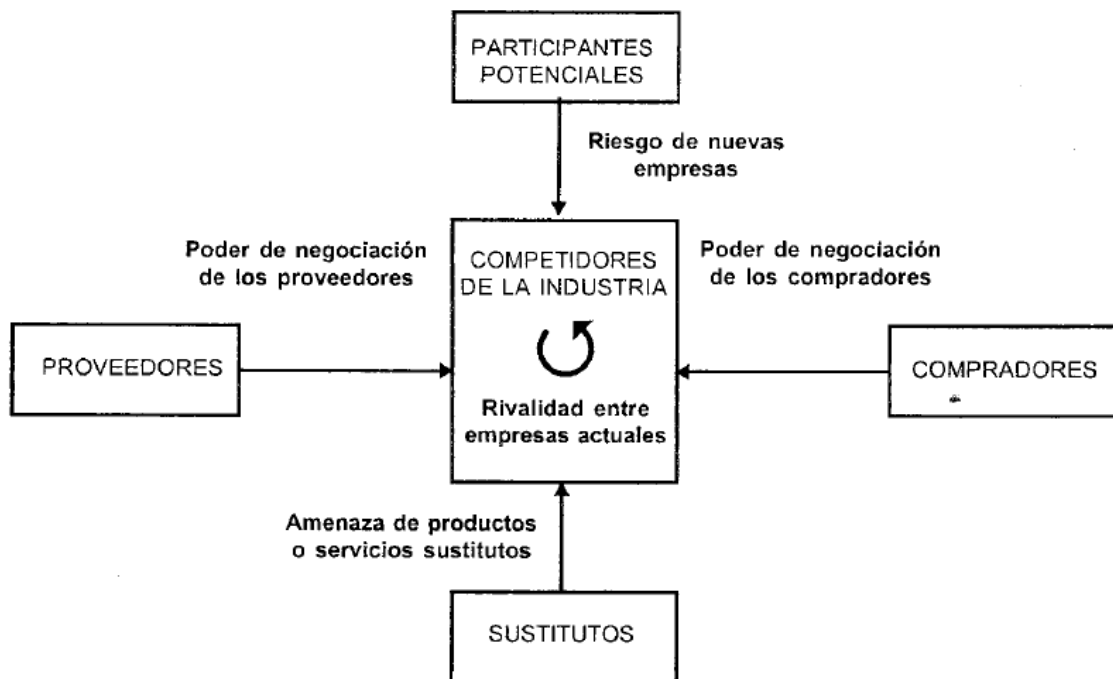 PARTICIPANTES
POTENCIALES
Riesgo de nuevas
empresas
Poder de negociación
de los proveedores
COMPETIDORES
DE LA INDUSTRIA
Poder de negociación
de los compradores
PROVEEDORES
COMPRADORES
Rivalidad entre
empresas actuales
Amenaza de productos
o servicios sustitutos
SUSTITUTOS